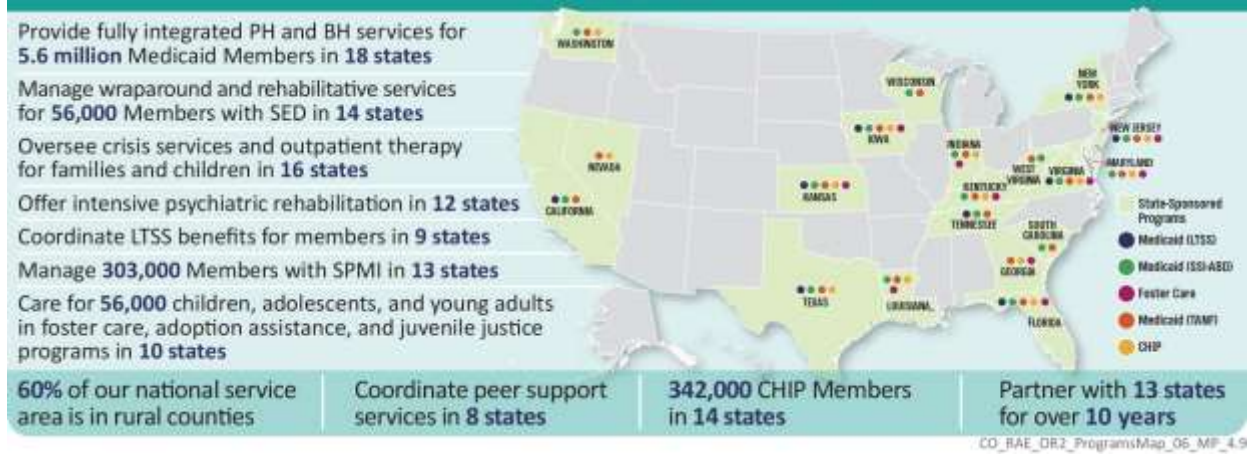 Provide fully integrated PH and BH services for
5.6 million Medicaid Members in 18 states
Manage wraparound and rehabilitative services
for 56,000 Members with SED in 14 states
Oversee crisis services and outpatient therapy
for families and children in 16 states
Offer intensive psychiatric rehabilitation in 12 states
Coordinate LTSS benefits for members in 9 states
Manage 303,000 Members with SPMI in 13 states
Care for 56,000 children, adolescents, and young adults
in foster care, adoption assistance, and juvenile justice
programs in 10 states
WASHINGTON
WISCONSIN
NEW
YORK
IOWA
INDIANA
NEW JERSEY
NEVADA
WEST
VIRGINIA
VIRGINIA
MARYLAND
CALIFORNIA
KANSAS
KENTUCKY
TENNESSEE
SOUTH
CAROLINA
GEORGIA
TEXAS
LOUISIANA
FLORIDA
State-Sponsored
Programs
Medicaid (LTSS)
Medicaid (SSI-ABD)
Foster Care
Medicaid (TANF)
CHIP
60% of our national service
area is in rural counties
Coordinate peer support
services in 8 states
342,000 CHIP Members
in 14 states
Partner with 13 states
for over 10 years
CO_RAE_OR2_ProgramsMap_06_MP_4.9